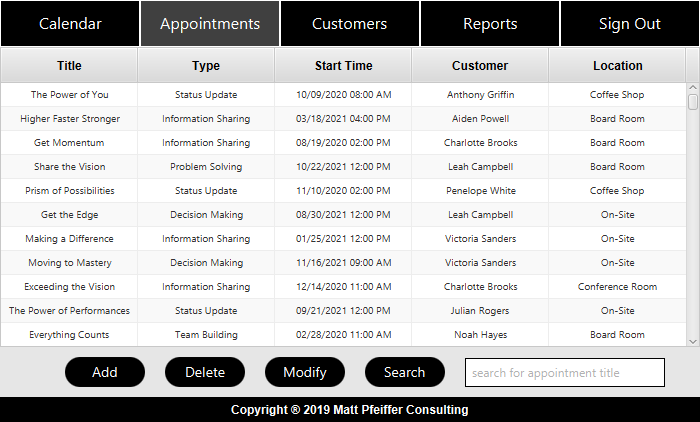 Calendar Appointments Customers Reports Sign Out
Title Type Start Time Customer Location
The Power of You Status Update 10/09/2020 08:00 AM Anthony Griffin Coffee Shop
Higher Faster Stronger Information Sharing 03/18/2021 04:00 PM Aiden Powell Board Room
Get Momentum Information Sharing 08/19/2020 02:00 PM Charlotte Brooks Board Room
Share the Vision Problem Solving 10/22/2021 12:00 PM Leah Campbell Board Room
Prism of Possibilities Status Update 11/10/2020 02:00 PM Penelope White Coffee Shop
Get the Edge Decision Making 08/30/2021 12:00 PM Leah Campbell On-Site
Making a Difference Information Sharing 01/25/2021 12:00 PM Victoria Sanders On-Site
Moving to Mastery Decision Making 11/16/2021 09:00 AM Victoria Sanders On-Site
Exceeding the Vision Information Sharing 12/14/2020 11:00 AM Charlotte Brooks Conference Room
The Power of Performances Status Update 09/21/2021 12:00 PM Julian Rogers On-Site
Everything Counts Team Building 02/28/2020 11:00 AM Noah Hayes Board Room
Add Delete Modify Search search for appointment title
Copyright ® 2019 Matt Pfeiffer Consulting